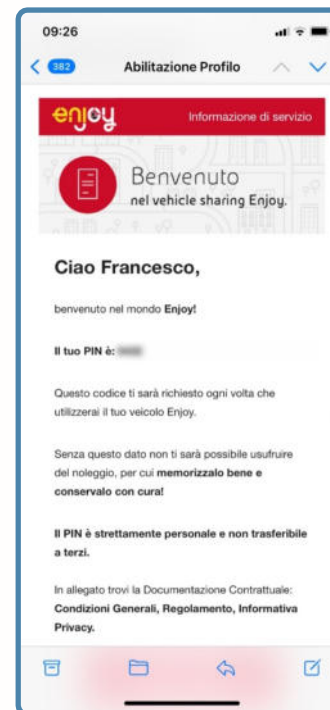 09:26
382
Abilitazione Profilo
enjoy
Informazione di servizio
Benvenuto
nel vehicle sharing Enjoy.
Ciao Francesco,
benvenuto nel mondo Enjoy!
Il tuo PIN è:
Questo codice ti sarà richiesto ogni volta che
utilizzerai il tuo veicolo Enjoy.
Senza questo dato non ti sarà possibile usufruire
del noleggio, per cui memorizzalo bene e
conservalo con cura!
Il PIN è strettamente personale e non trasferibile
a terzi.
In allegato trovi la Documentazione Contrattuale:
Condizioni Generali, Regolamento, Informativa
Privacy.